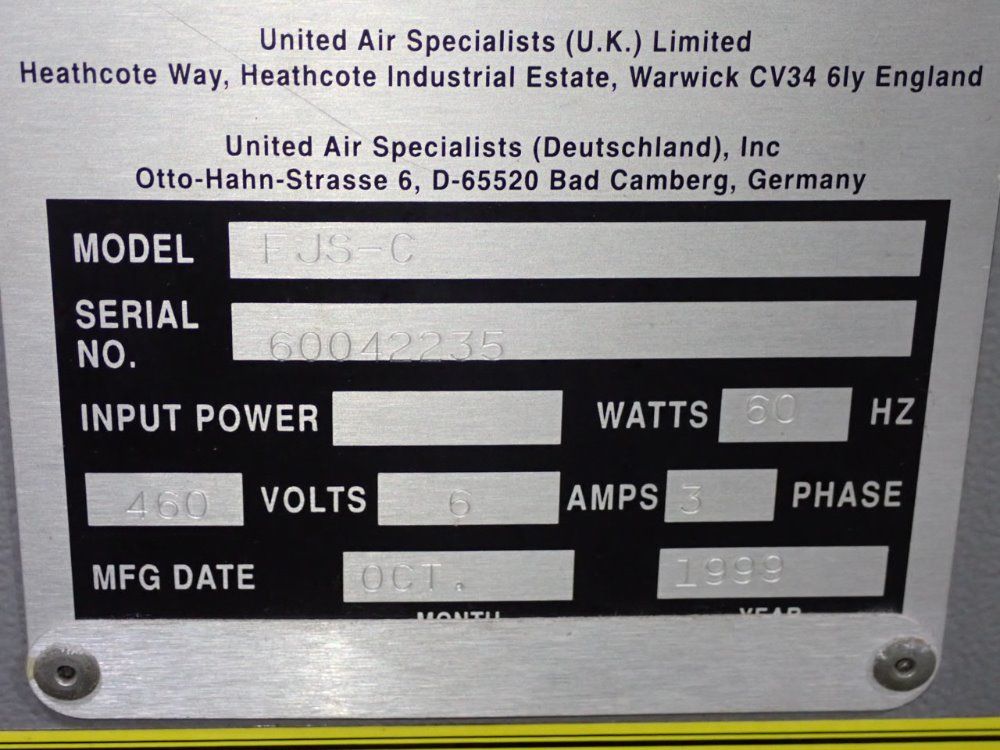 United Air Specialists (U.K.) Limited
Heathcote Way, Heathcote Industrial Estate, Warwick CV34 6ly England
United Air Specialists (Deutschland), Inc
Otto-Hahn-Strasse 6, D-65520 Bad Camberg, Germany
MODEL FJS-C
SERIAL NO. 60042235
INPUT POWER WATTS 60 HZ
460 VOLTS 6 AMPS 3 PHASE
MFG DATE OCT. 1999
MONTH YEAR